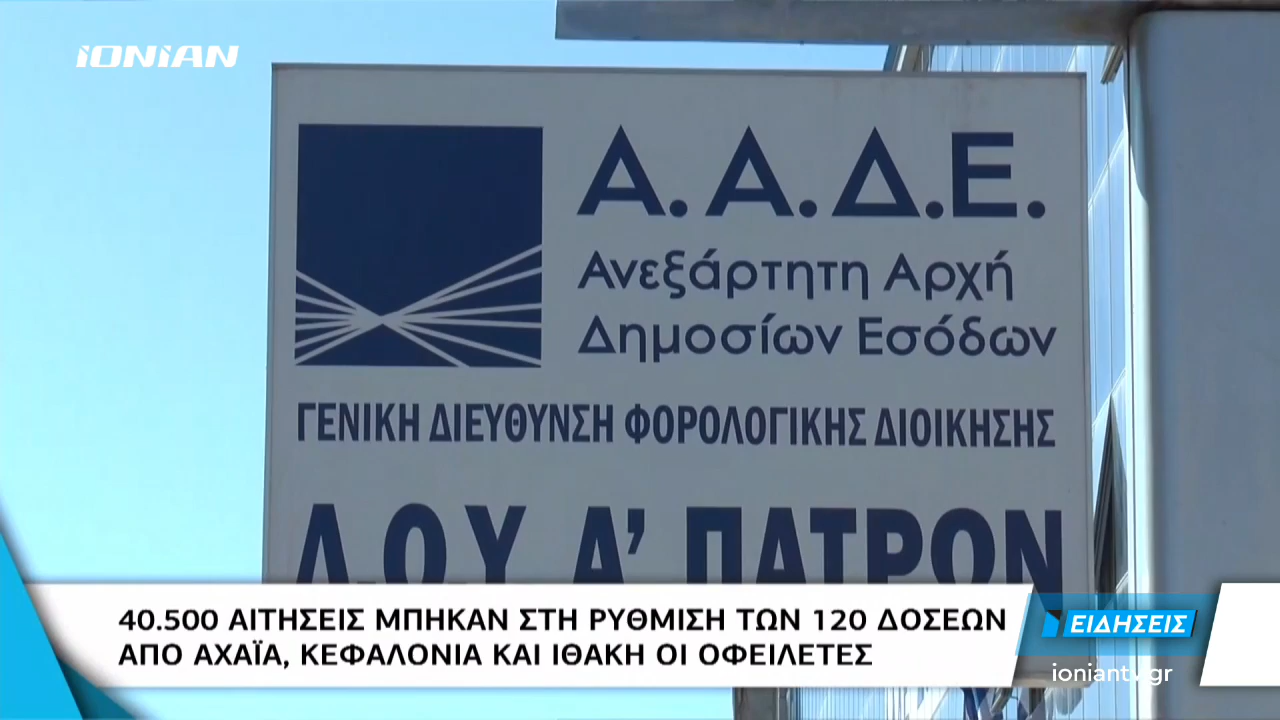 IONIAN
Α.Α.Δ.Ε.
Ανεξάρτητη Αρχή
Δημοσίων Εσόδων
ΓΕΝΙΚΗ ΔΙΕΥΘΥΝΣΗ ΦΟΡΟΛΟΓΙΚΗΣ ΔΙΟΙΚΗΣΗΣ
Δ.Ο.Υ Α’ ΠΑΤΡΩΝ
40.500 ΑΙΤΗΣΕΙΣ ΜΠΗΚΑΝ ΣΤΗ ΡΥΘΜΙΣΗ ΤΩΝ 120 ΔΟΣΕΩΝ
ΑΠΟ ΑΧΑΪΑ, ΚΕΦΑΛΟΝΙΑ ΚΑΙ ΙΘΑΚΗ ΟΙ ΟΦΕΙΛΕΤΕΣ
ΕΙΔΗΣΕΙΣ
ioniantv.gr